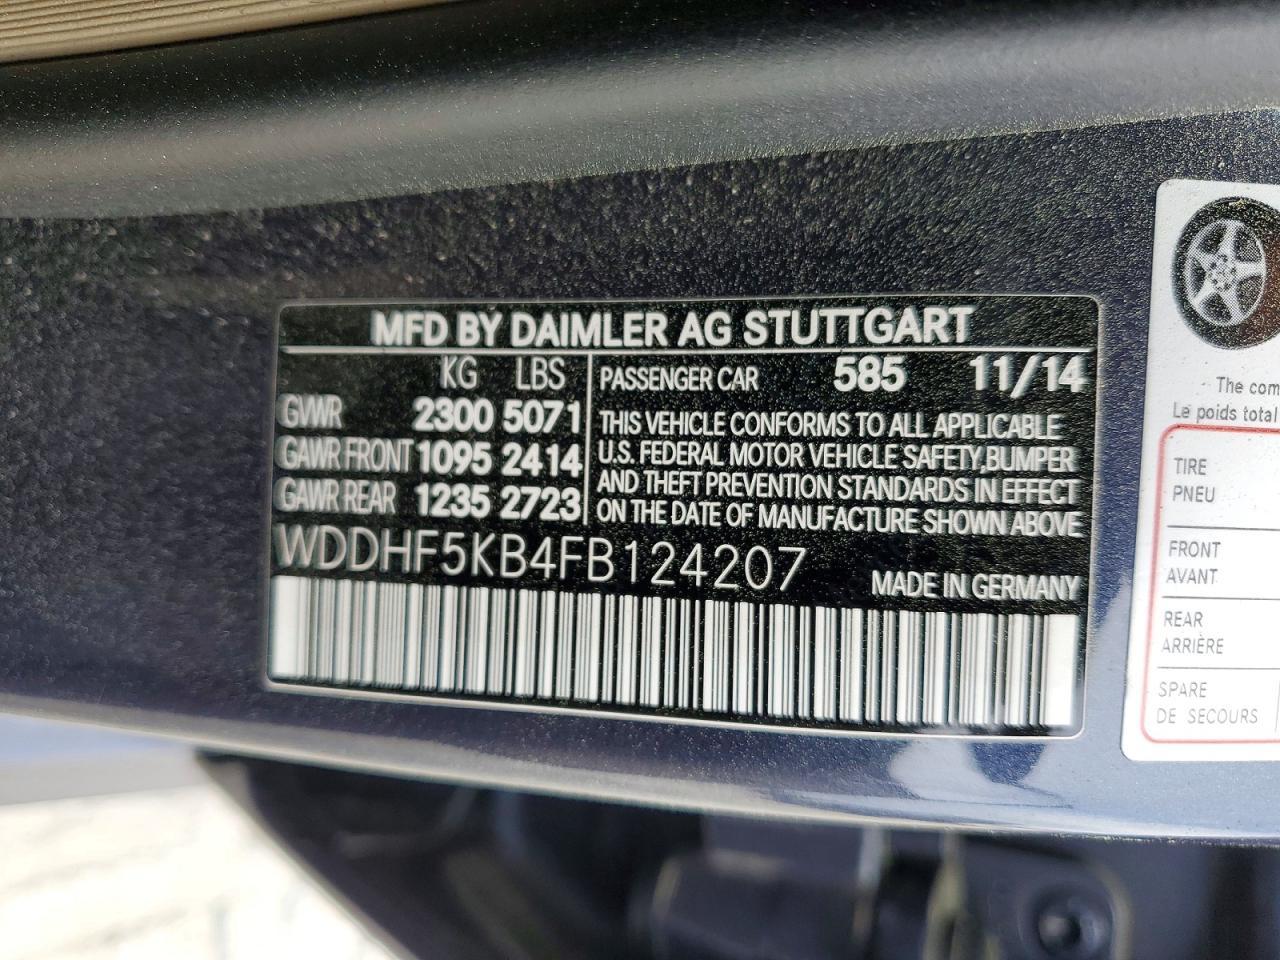 MFD BY DAIMLER AG STUTTGART
KG LBS
GVWR 2300 5071
GAWR FRONT 1095 2414
GAWR REAR 1235 2723
PASSENGER CAR 585 11/14
THIS VEHICLE CONFORMS TO ALL APPLICABLE
U.S. FEDERAL MOTOR VEHICLE SAFETY,BUMPER
AND THEFT PREVENTION STANDARDS IN EFFECT
ON THE DATE OF MANUFACTURE SHOWN ABOVE
WDDHF5KB4FB124207
MADE IN GERMANY
The com
Le poids total
TIRE
PNEU
FRONT
AVANT
REAR
ARRIÈRE
SPARE
DE SECOURS